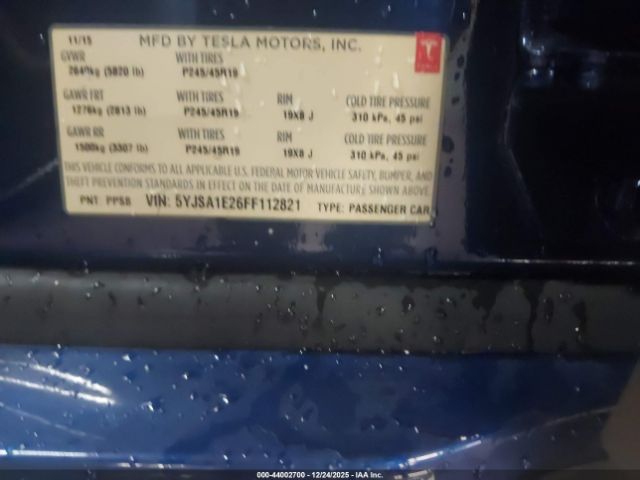 11/15 MFD BY TESLA MOTORS, INC.
GVWR WITH TIRES
2640kg (5820 lb) P245/45R19
GAWR FRT WITH TIRES RIM COLD TIRE PRESSURE
1276kg (2813 lb) P245/45R19 19X8 J 310 kPa, 45 psi
GAWR RR WITH TIRES RIM COLD TIRE PRESSURE
1500kg (3307 lb) P245/45R19 19X8 J 310 kPa, 45 psi
THIS VEHICLE CONFORMS TO ALL APPLICABLE U.S. FEDERAL MOTOR VEHICLE SAFETY, BUMPER, AND
THEFT PREVENTION STANDARDS IN EFFECT ON THE DATE OF MANUFACTURE SHOWN ABOVE.
PNT: PPSB VIN: 5YJSA1E26FF112821 TYPE: PASSENGER CAR
000-44002700 - 12/24/2025 - IAAI.COM